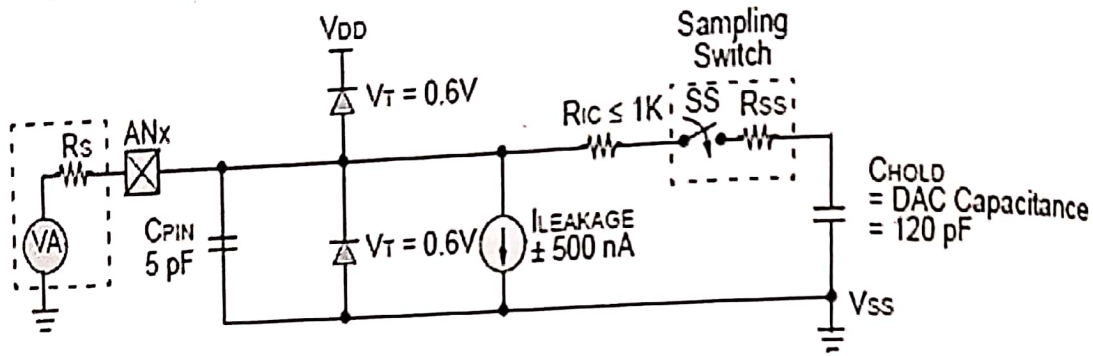 VDD
Sampling
Switch
VT = 0.6V
RIC ≤ 1K
SS
RSS
RS
ANx
CHOLD
= DAC Capacitance
= 120 pF
VA
CPIN
5 pF
VT = 0.6V
ILEAKAGE
± 500 nA
VSS